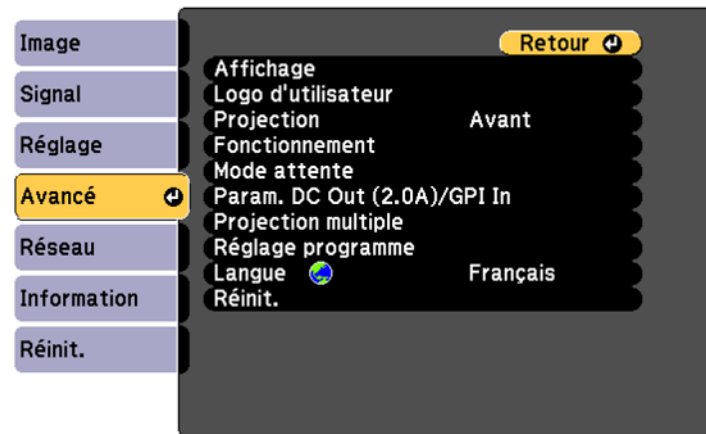 Image
Signal
Réglage
Avancé
Réseau
Information
Réinit.
Retour
Affichage
Logo d'utilisateur
Projection Avant
Fonctionnement
Mode attente
Param. DC Out (2.0A)/GPI In
Projection multiple
Réglage programme
Langue Français
Réinit.